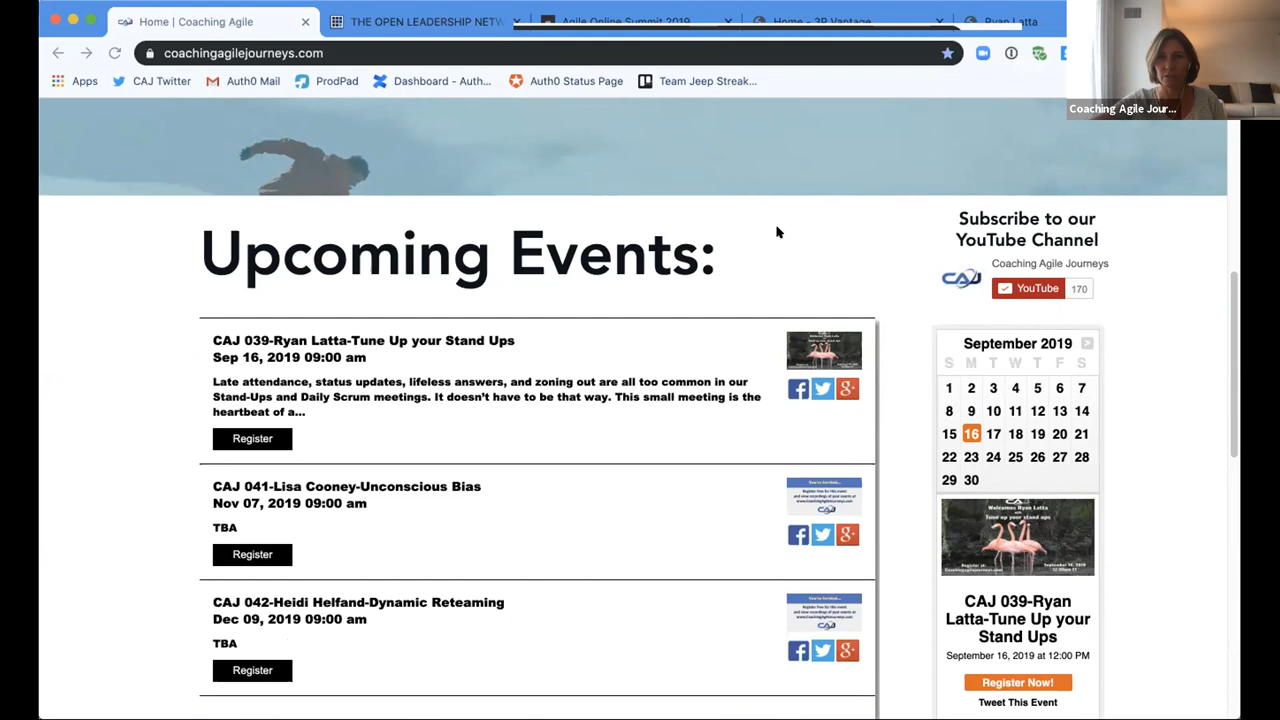 Home | Coaching Agile
THE OPEN LEADERSHIP NETW
Agile Online Summit 2019
Home - 3P Vantage
Ryan Latta
coachingagilejourneys.com
Apps
CAJ Twitter
Auth0 Mail
ProdPad
Dashboard - Auth...
Auth0 Status Page
Team Jeep Streak...
Coaching Agile Jour...
Upcoming Events:
Subscribe to our
YouTube Channel
Coaching Agile Journeys
CAJ
YouTube 170
CAJ 039-Ryan Latta-Tune Up your Stand Ups
Sep 16, 2019 09:00 am
Late attendance, status updates, lifeless answers, and zoning out are all too common in our
Stand-Ups and Daily Scrum meetings. It doesn't have to be that way. This small meeting is the
heartbeat of a...
Register
CAJ 041-Lisa Cooney-Unconscious Bias
Nov 07, 2019 09:00 am
TBA
Register
CAJ 042-Heidi Helfand-Dynamic Reteaming
Dec 09, 2019 09:00 am
TBA
Register
September 2019 >
S M T W T F S
1 2 3 4 5 6 7
8 9 10 11 12 13 14
15 16 17 18 19 20 21
22 23 24 25 26 27 28
29 30
Welcomes Ryan Latta
Tune up your stand ups
CAJ 039-Ryan
Latta-Tune Up your
Stand Ups
September 16, 2019 at 12:00 PM
Register Now!
Tweet This Event